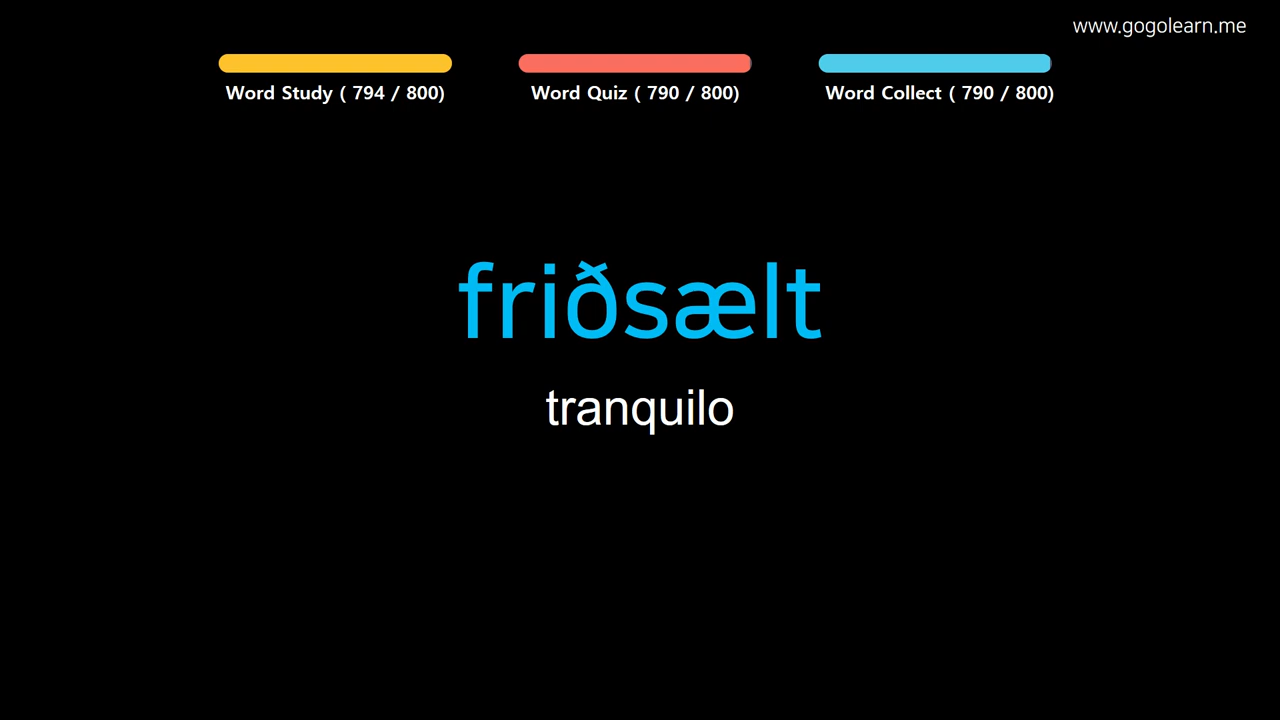 www.gogolearn.me
Word Study ( 794 / 800)
Word Quiz ( 790 / 800)
Word Collect ( 790 / 800)
friðsælt
tranquilo